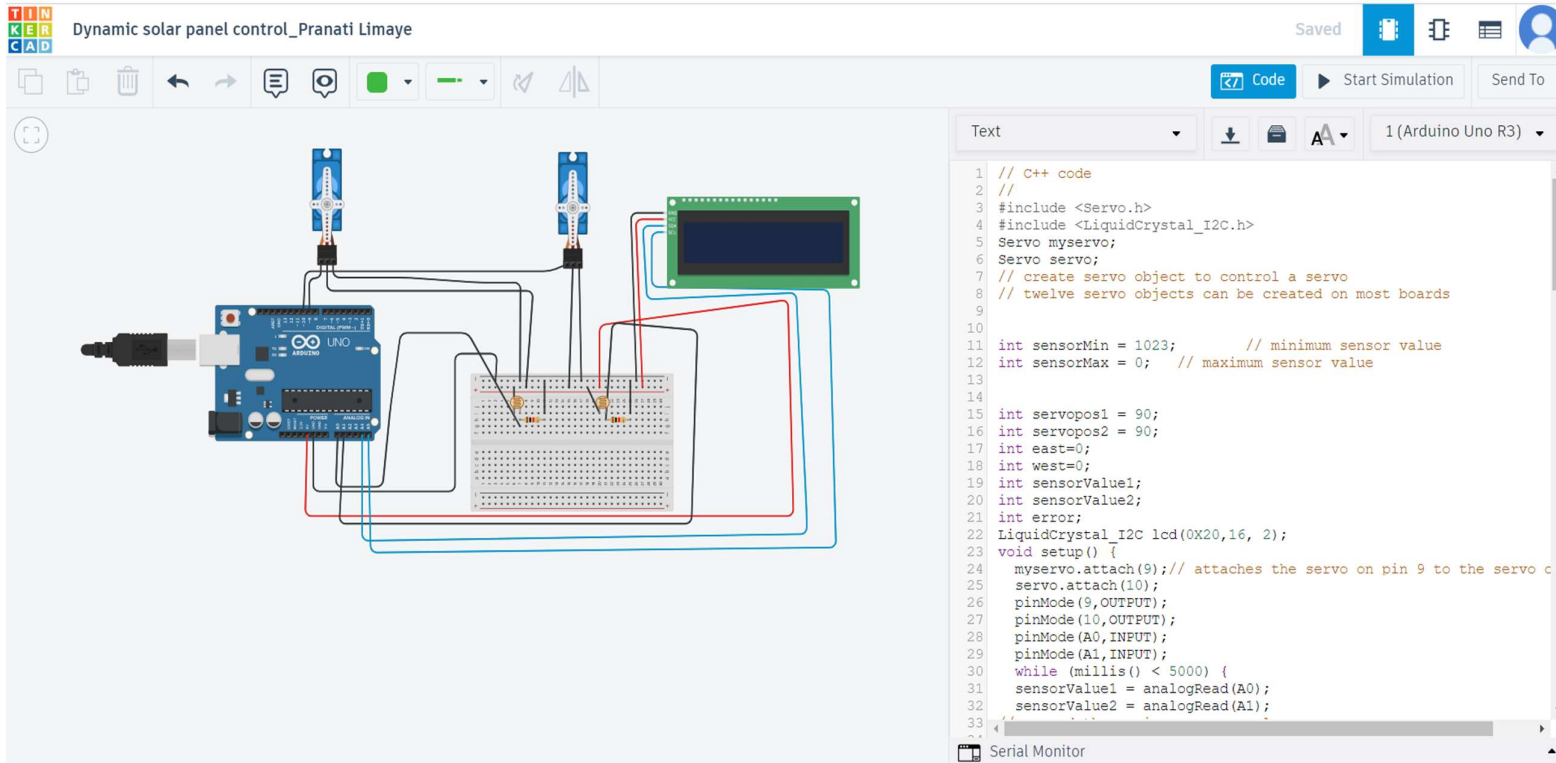 TIN
KER
CAD
Dynamic solar panel control_Pranati Limaye
Saved
Code
Start Simulation
Send To
Text
1 (Arduino Uno R3)
1 // C++ code
2 //
3 #include <Servo.h>
4 #include <LiquidCrystal_I2C.h>
5 Servo myservo;
6 Servo servo;
7 // create servo object to control a servo
8 // twelve servo objects can be created on most boards
9
10
11 int sensorMin = 1023; // minimum sensor value
12 int sensorMax = 0; // maximum sensor value
13
14
15 int servopos1 = 90;
16 int servopos2 = 90;
17 int east=0;
18 int west=0;
19 int sensorValue1;
20 int sensorValue2;
21 int error;
22 LiquidCrystal_I2C lcd(0X20,16, 2);
23 void setup() {
24 myservo.attach(9);// attaches the servo on pin 9 to the servo
25 servo.attach(10);
26 pinMode(9,OUTPUT);
27 pinMode(10,OUTPUT);
28 pinMode(A0,INPUT);
29 pinMode(A1,INPUT);
30 while (millis() < 5000) {
31 sensorValue1 = analogRead(A0);
32 sensorValue2 = analogRead(A1);
33
Serial Monitor
DIGITAL (PWM~)
UNO
ARDUINO
POWER
ANALOG IN